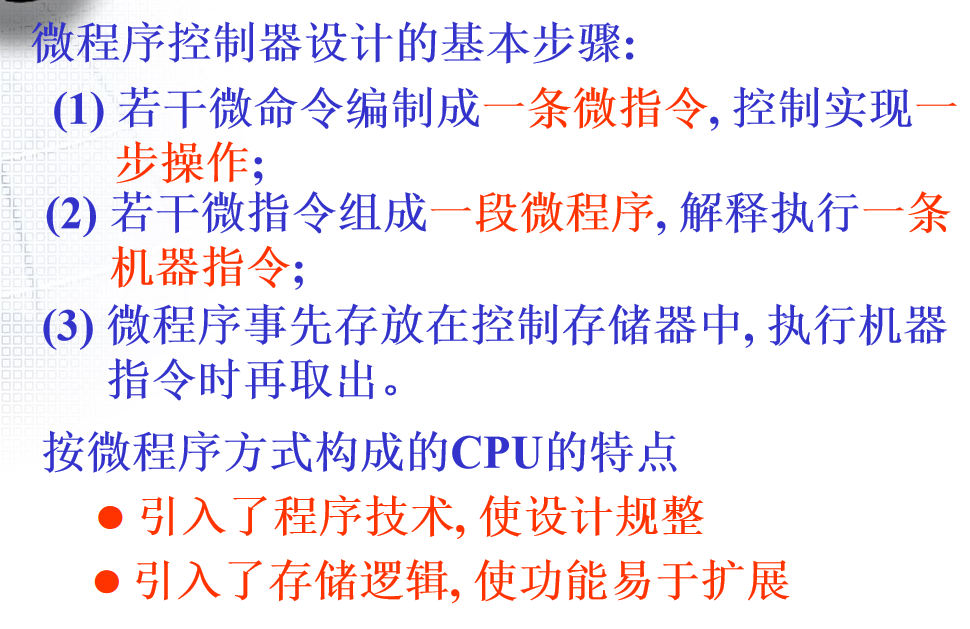 微程序控制器设计的基本步骤:
(1) 若干微命令编制成一条微指令, 控制实现一
步操作;
(2) 若干微指令组成一段微程序, 解释执行一条
机器指令;
(3) 微程序事先存放在控制存储器中, 执行机器
指令时再取出。
按微程序方式构成的CPU的特点
● 引入了程序技术, 使设计规整
● 引入了存储逻辑, 使功能易于扩展